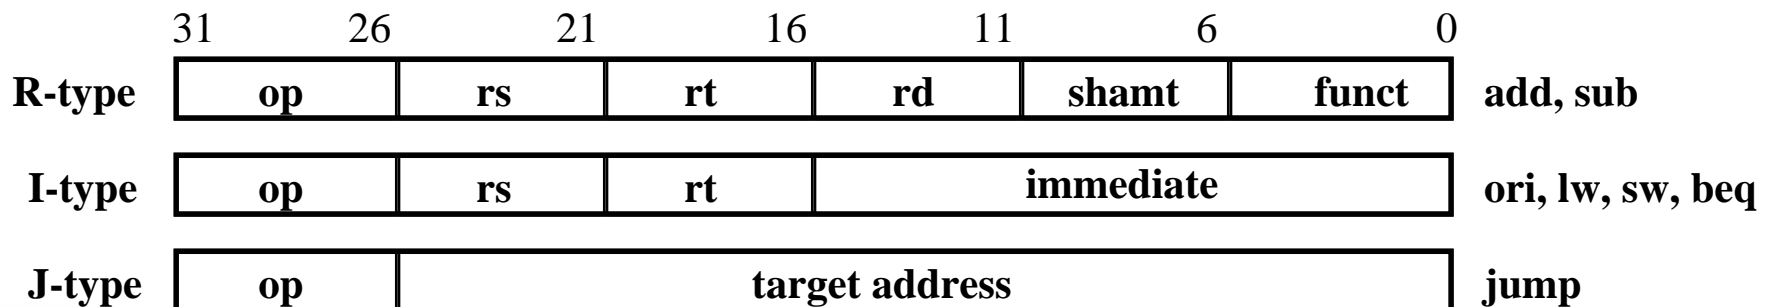 31 26 21 16 11 6 0
R-type op rs rt rd shamt funct add, sub
I-type op rs rt immediate ori, lw, sw, beq
J-type op target address jump